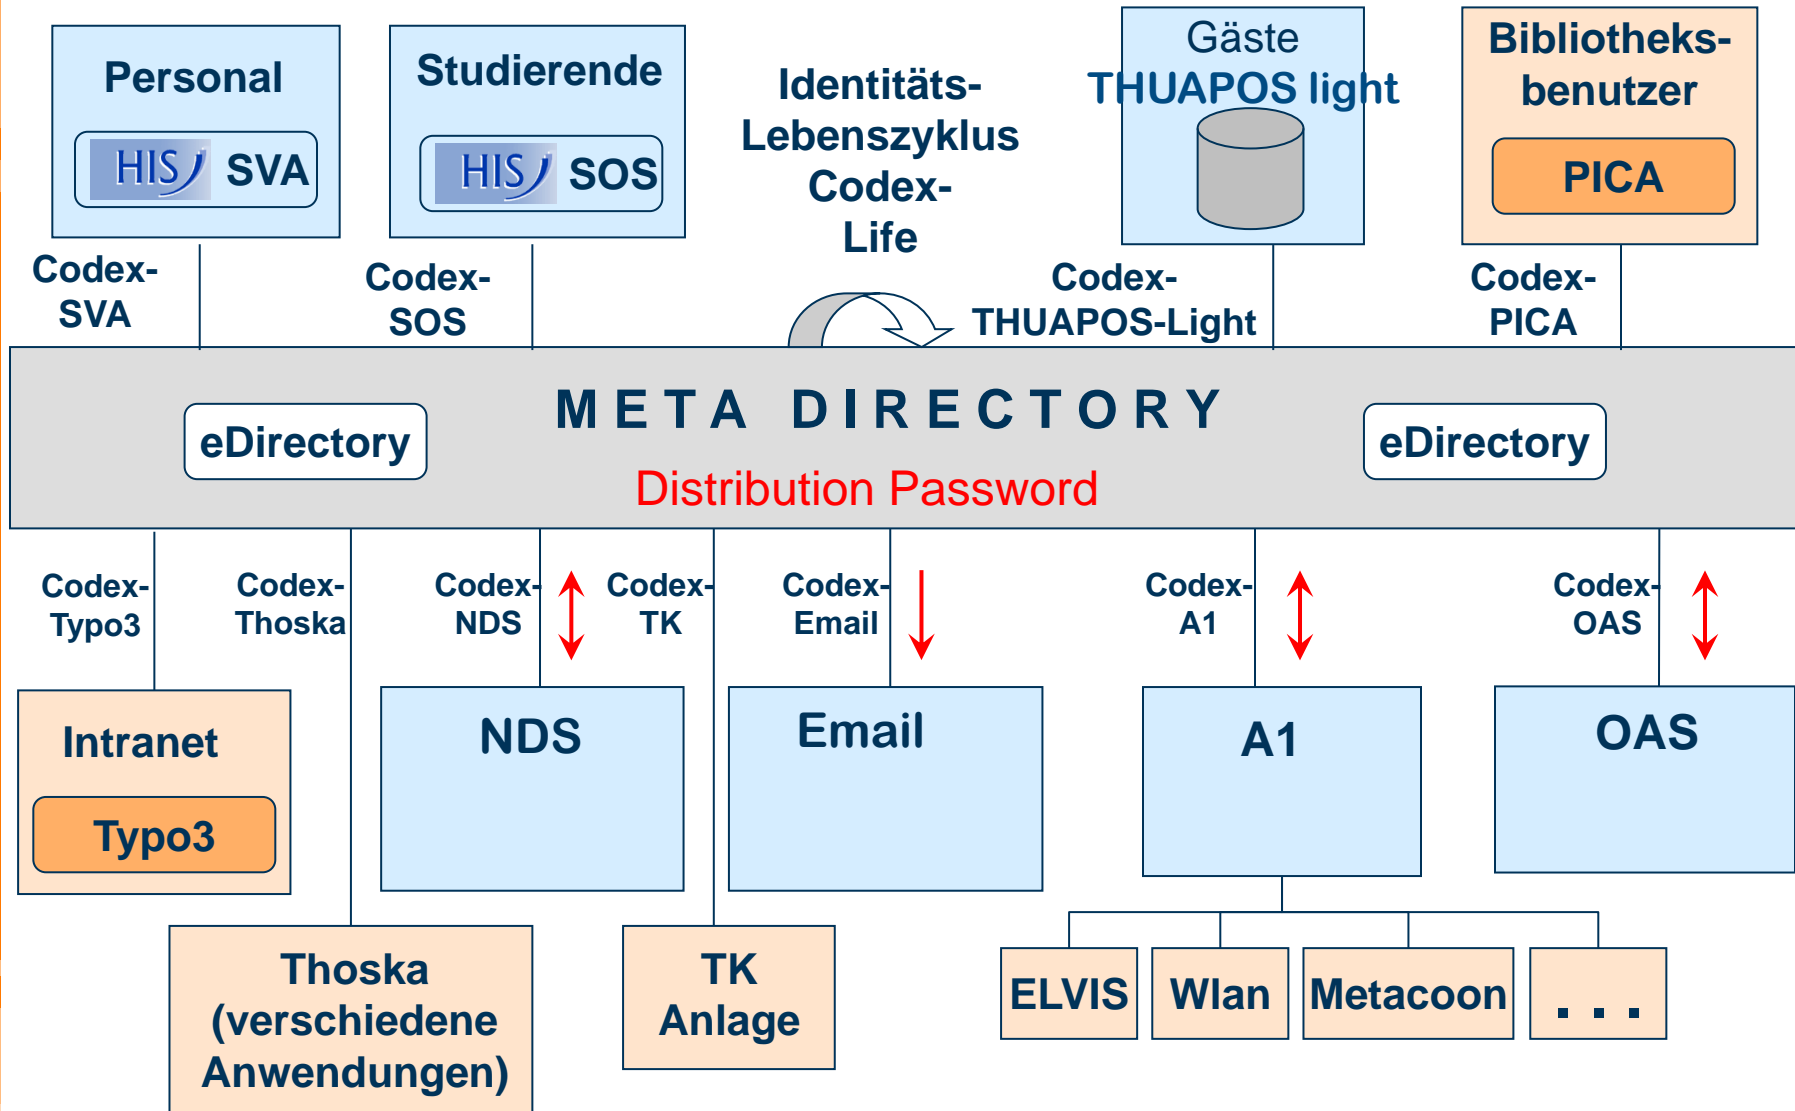 Personal
HIS SVA
Studierende
HIS SOS
Identitäts-
Lebenszyklus
Codex-
Life
Gäste
THUAPOS light
Bibliotheks-
benutzer
PICA
Codex-
SVA
Codex-
SOS
Codex-
THUAPOS-Light
Codex-
PICA
META DIRECTORY
eDirectory
eDirectory
Distribution Password
Codex-
Typo3
Codex-
Thoska
Codex-
NDS
Codex-
TK
Codex-
Email
Codex-
A1
Codex-
OAS
Intranet
Typo3
NDS
Email
A1
OAS
Thoska
(verschiedene
Anwendungen)
TK
Anlage
ELVIS
Wlan
Metacoon
. . .